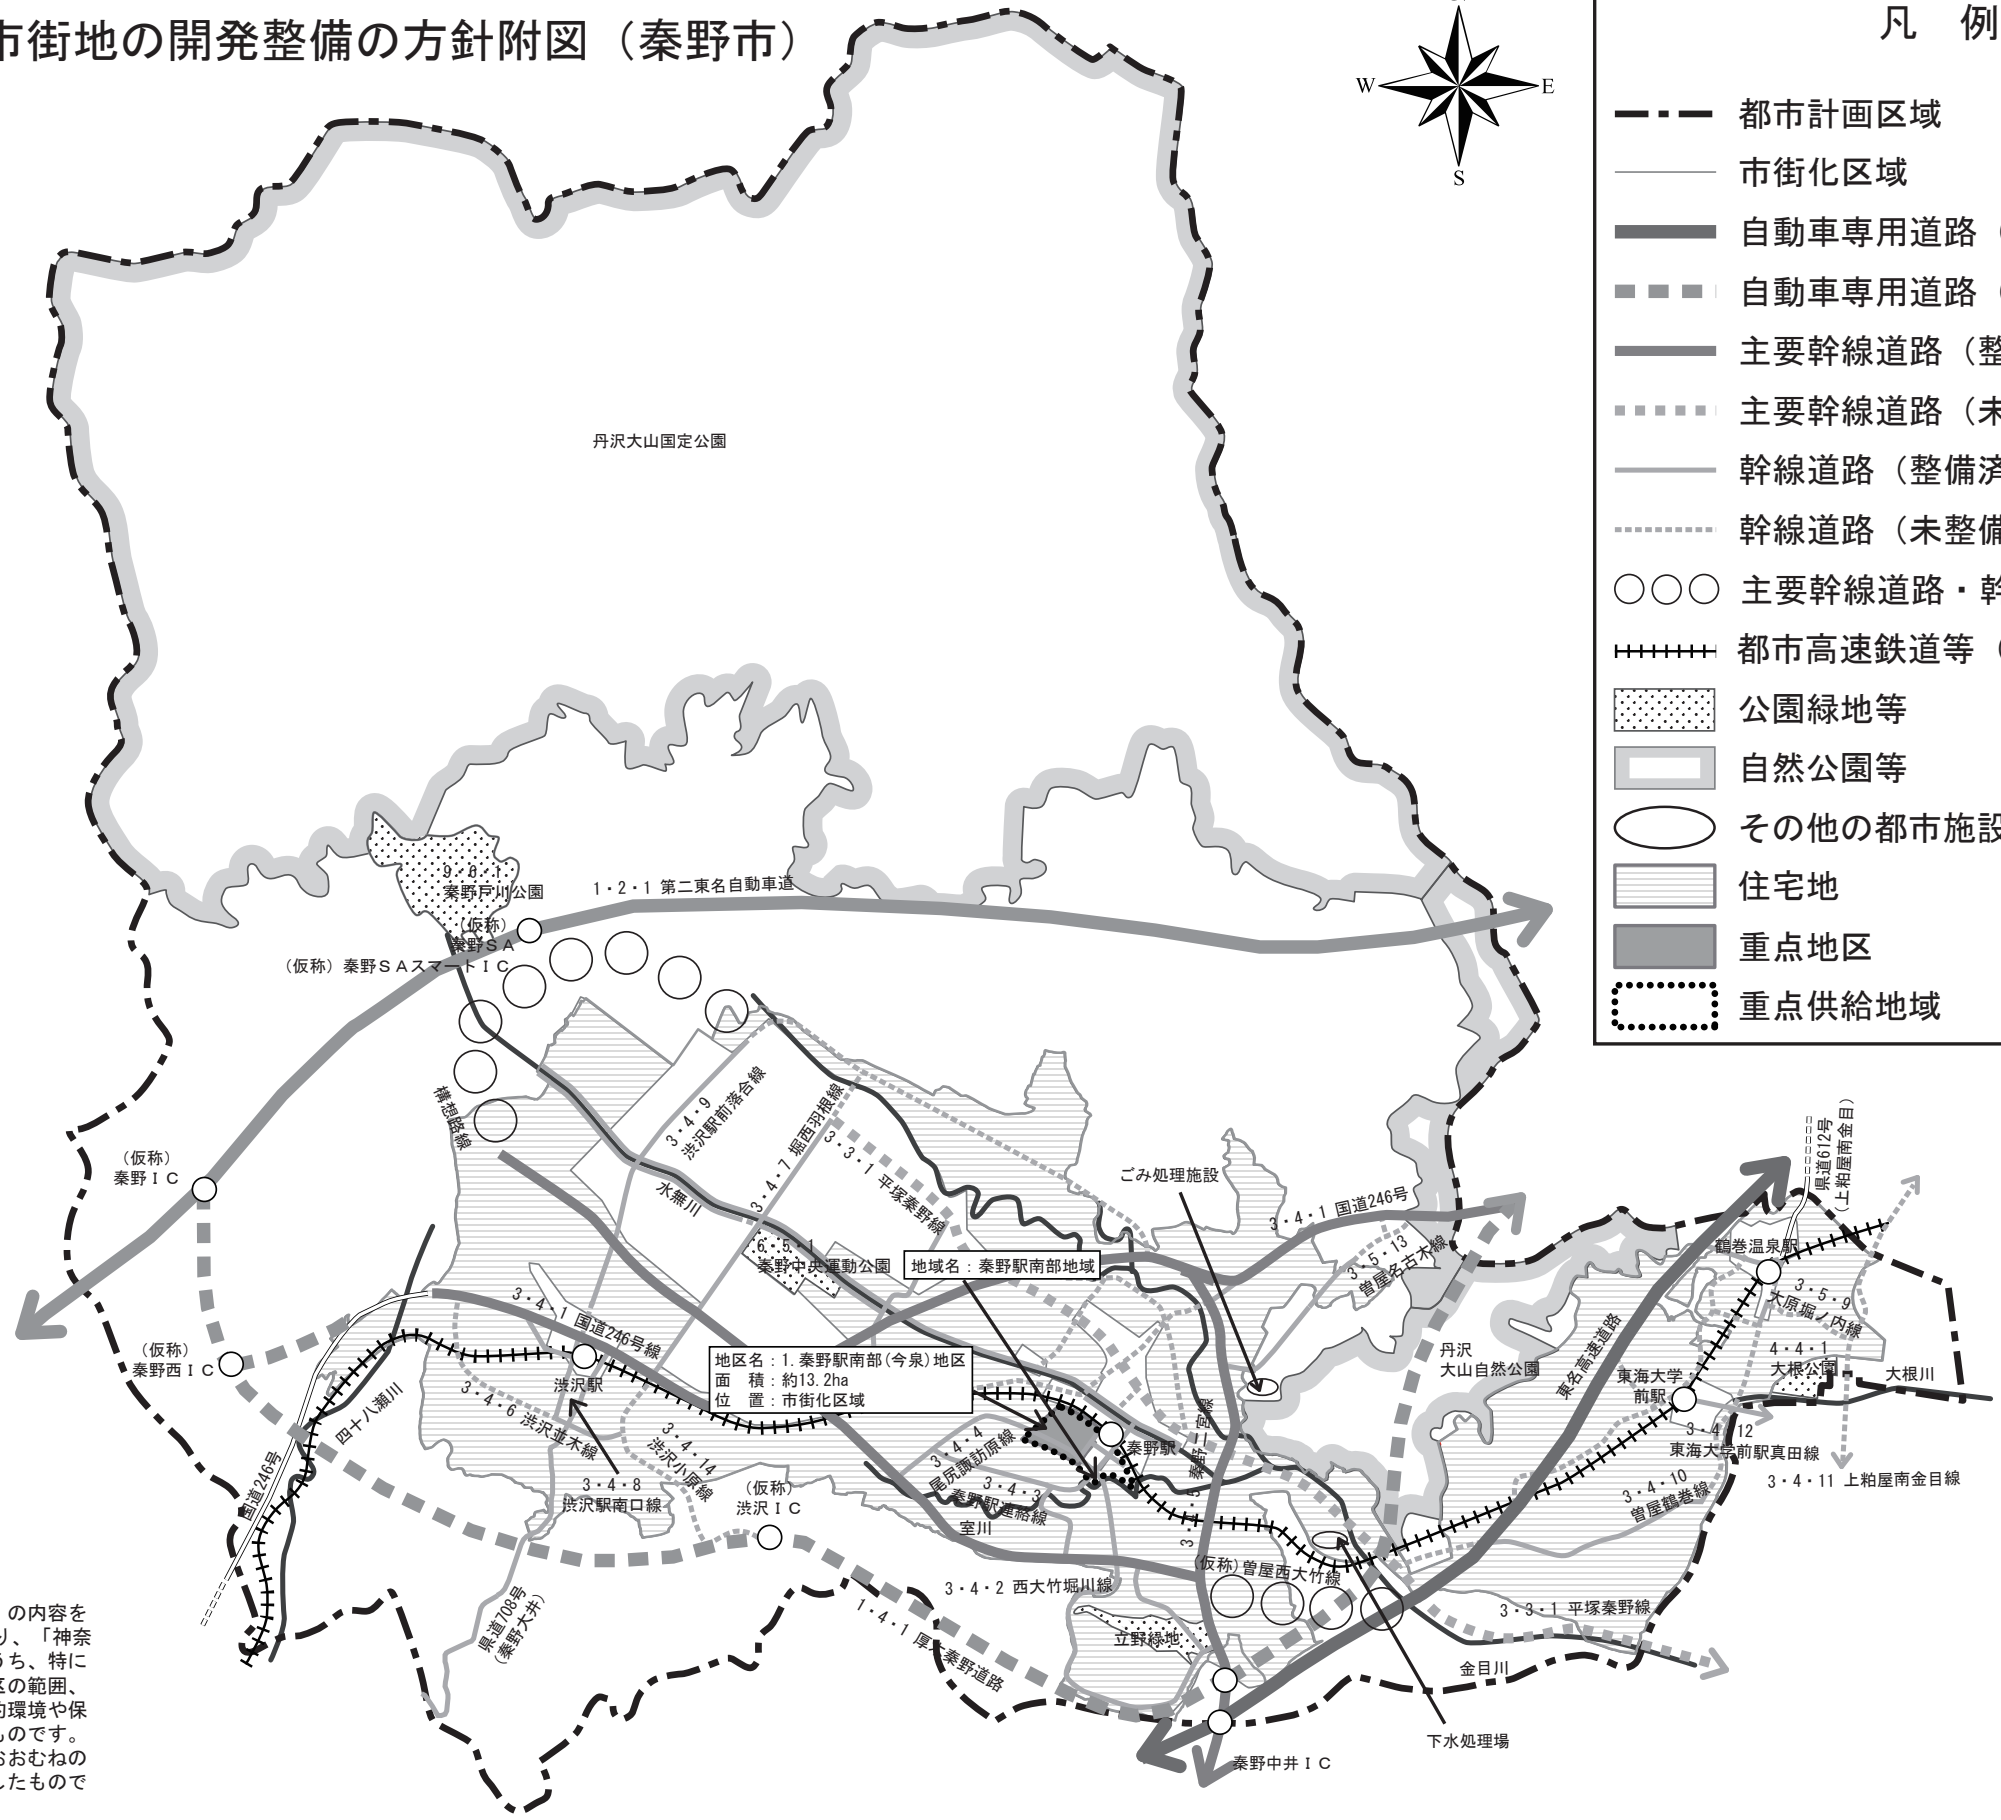 市街地の開発整備の方針附図（秦野市）
W
E
S
凡　例
都市計画区域
市街化区域
自動車専用道路（
自動車専用道路（
主要幹線道路（整
主要幹線道路（未
幹線道路（整備済
幹線道路（未整備
主要幹線道路・幹
都市高速鉄道等（
公園緑地等
自然公園等
その他の都市施設
住宅地
重点地区
重点供給地域
丹沢大山国定公園
9・6・1
秦野戸川公園
1・2・1 第二東名自動車道
（仮称）
秦野ＳＡ
（仮称）秦野ＳＡスマートＩＣ
構想路線
（仮称）
秦野ＩＣ
3・4・9
渋沢駅前落合線
3・4・7 堀西羽根線
3・3・1 平塚秦野線
水無川
6・5・1
秦野中央運動公園
地域名：秦野駅南部地域
ごみ処理施設
3・4・1 国道246号
3・5・13
曽屋名古木線
県道612号
（上粕屋南金目）
鶴巻温泉駅
3・5・9
大原堀ノ内線
4・4・1
大根公園
大根川
東海大学
前駅
東名高速道路
丹沢
大山自然公園
3・4・12
東海大学前駅真田線
3・4・11 上粕屋南金目線
3・4・10
曽屋鶴巻線
（仮称）
秦野西ＩＣ
3・4・1 国道246号線
渋沢駅
地区名：1.秦野駅南部(今泉)地区
面　積：約13.2ha
位　置：市街化区域
四十八瀬川
3・4・6 渋沢並木線
3・4・14
渋沢小原線
3・4・8
渋沢駅南口線
国道246号
（仮称）
渋沢ＩＣ
3・4・4
尾尻諏訪原線
3・4・3
秦野駅連絡線
秦野駅
3・4・5 秦野二宮線
室川
（仮称）曽屋西大竹線
3・4・2 西大竹堀川線
立野緑地
1・4・1 厚木秦野道路
県道708号
（秦野大井）
3・3・1 平塚秦野線
金目川
下水処理場
秦野中井ＩＣ
の内容を
り、「神奈
うち、特に
区の範囲、
的環境や保
ものです。
おおむねの
したもので